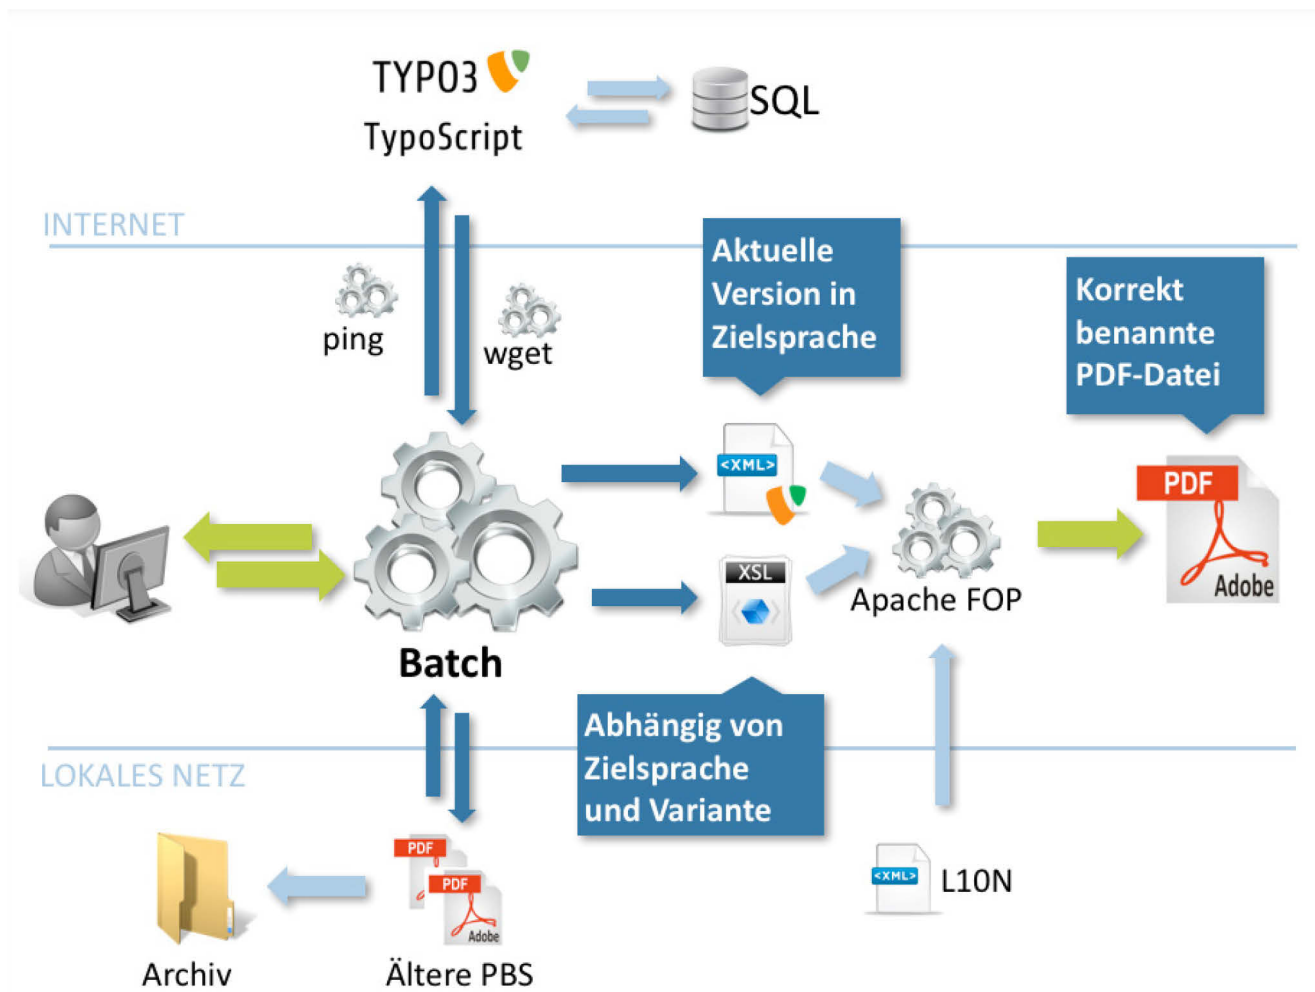 TYPO3
TypoScript
SQL
INTERNET
ping
wget
Aktuelle
Version in
Zielsprache
Korrekt
benannte
PDF-Datei
<XML>
PDF
Adobe
XSL
Apache FOP
Batch
Abhängig von
Zielsprache
und Variante
LOKALES NETZ
PDF
PDF
Adobe
<XML>
L10N
Archiv
Ältere PBS